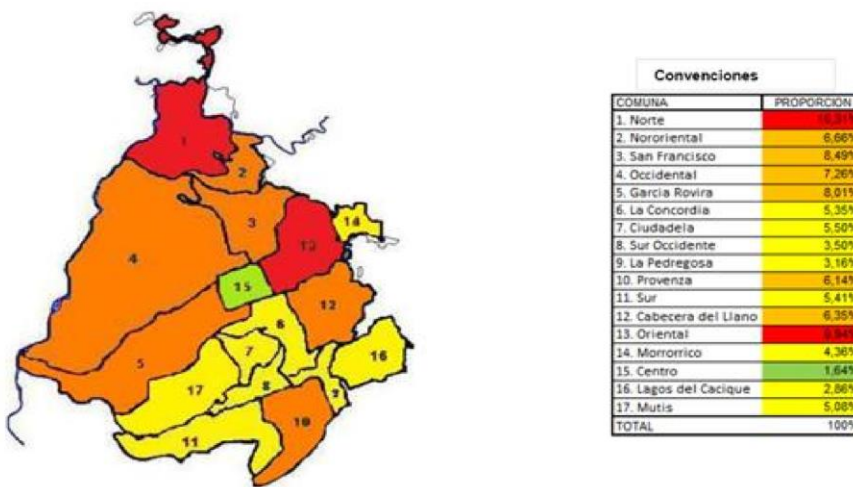 1
2
3
13
14
4
15
12
6
5
7
16
17
8
11
10
Convenciones
COMUNA PROPORCION
1. Norte
2. Nororiental 6,66%
3. San Francisco 8,49%
4. Occidental 7,26%
5. Garcia Rovira 8,01%
6. La Concordia 5,35%
7. Ciudadela 5,50%
8. Sur Occidente 3,50%
9. La Pedregosa 3,16%
10. Provenza 6,14%
11. Sur 5,41%
12. Cabecera del Llano 6,35%
13. Oriental
14. Morrorrico 4,36%
15. Centro 1,64%
16. Lagos del Cacique 2,86%
17. Mutis 5,08%
TOTAL 100%